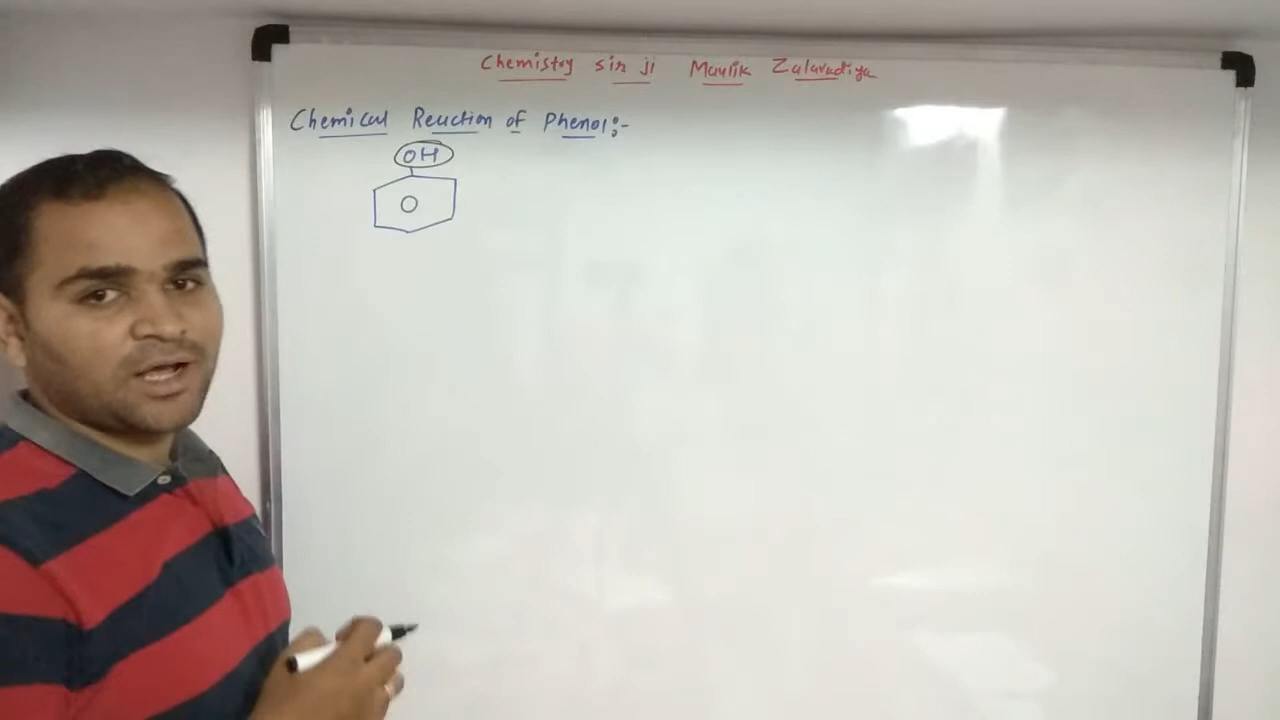 Chemistry sir ji Maulik Zalavadiya
Chemical Reaction of Phenol:-
OH